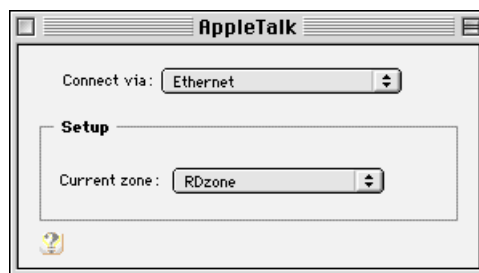 AppleTalk
Connect via: Ethernet
Setup
Current zone: RDzone
?